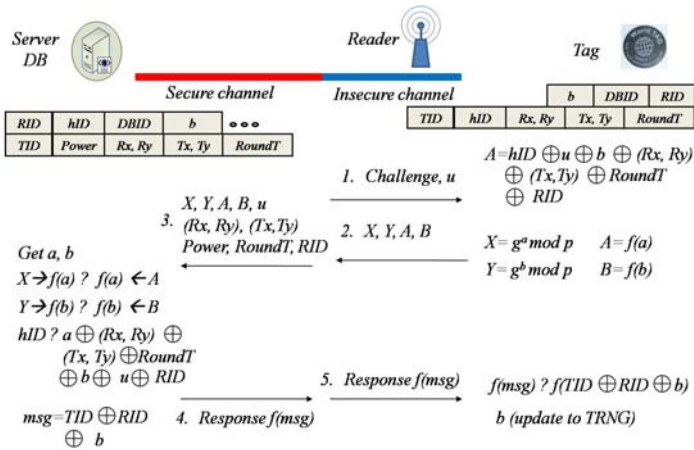 Server
DB
Reader
Tag
Secure channel
Insecure channel
RID hID DBID b
TID Power Rx, Ry Tx, Ty RoundT
b DBID RID
TID hID Rx, Ry Tx, Ty RoundT
A=hID ⊕u ⊕ b ⊕ (Rx, Ry)
⊕ (Tx,Ty) ⊕RoundT
⊕ RID
1. Challenge, u
X, Y, A, B, u
3. (Rx, Ry), (Tx,Ty)
Power, RoundT, RID
2. X, Y, A, B
X=gᵃ mod p A=f(a)
Y=gᵇ mod p B=f(b)
Get a, b
X→f(a) ? f(a) ←A
Y→f(b) ? f(b) ←B
hID ? a ⊕ (Rx, Ry) ⊕
(Tx, Ty) ⊕RoundT
⊕ b⊕ u⊕ RID
msg=TID ⊕RID
⊕ b
4. Response f(msg)
5. Response f(msg)
f(msg) ? f(TID ⊕RID ⊕ b)
b (update to TRNG)